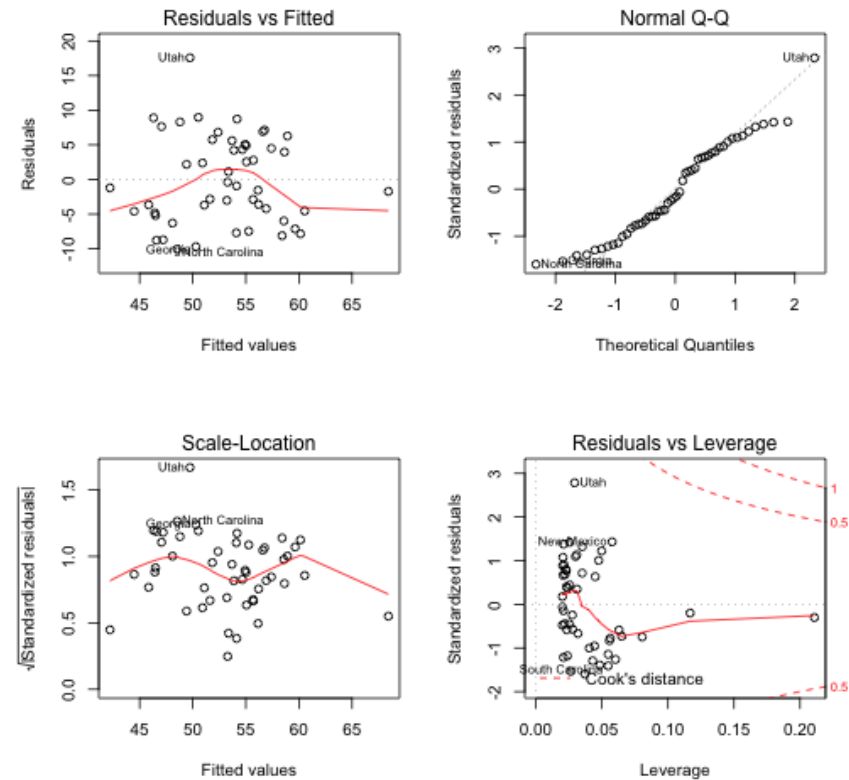 Residuals vs Fitted
Residuals
20
15
10
5
0
-5
-10
Utah
Georgia
North Carolina
45 50 55 60 65
Fitted values
Normal Q-Q
Standardized residuals
3
2
1
0
-1
Utah
Georgia
North Carolina
-2 -1 0 1 2
Theoretical Quantiles
Scale-Location
√|Standardized residuals|
1.5
1.0
0.5
0.0
Utah
Georgia
North Carolina
45 50 55 60 65
Fitted values
Residuals vs Leverage
Standardized residuals
3
2
1
0
-1
-2
Utah
New Mexico
South Carolina
Cook's distance
1
0.5
0.5
0.00 0.05 0.10 0.15 0.20
Leverage